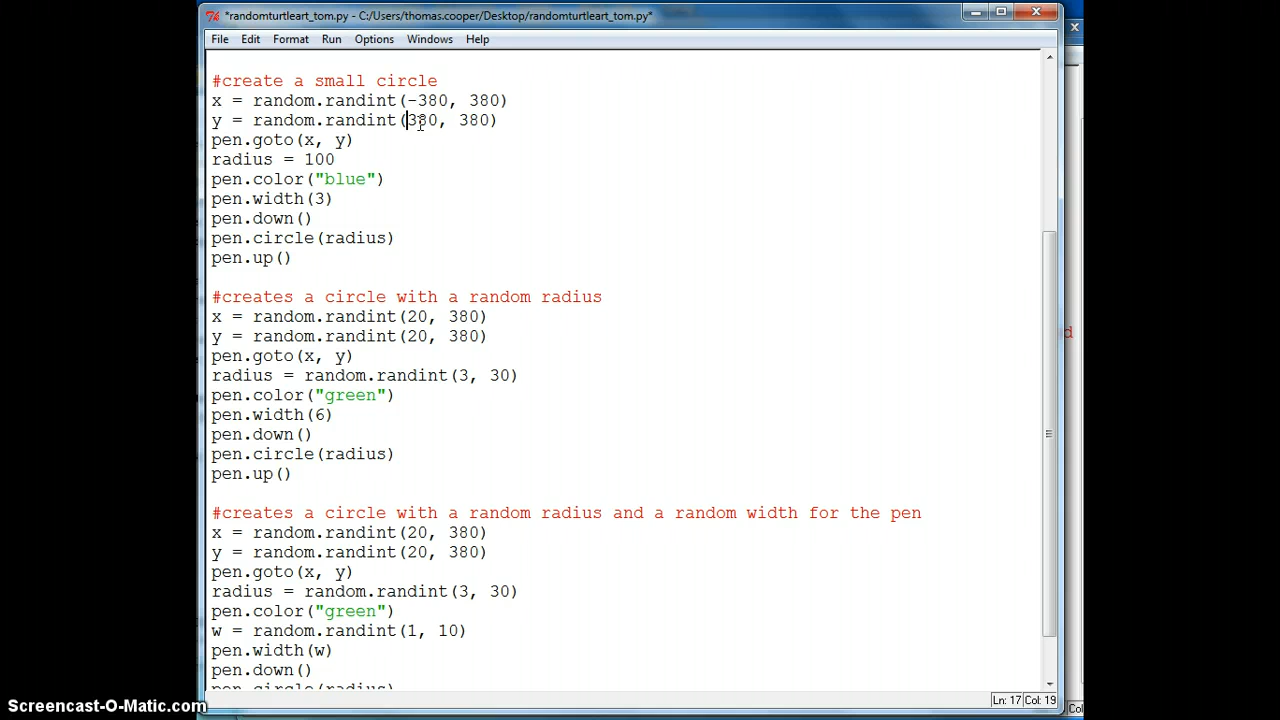 *randomturtleart_tom.py - C:/Users/thomas.cooper/Desktop/randomturtleart_tom.py*
File Edit Format Run Options Windows Help
#create a small circle
x = random.randint(-380, 380)
y = random.randint(380, 380)
pen.goto(x, y)
radius = 100
pen.color("blue")
pen.width(3)
pen.down()
pen.circle(radius)
pen.up()
#creates a circle with a random radius
x = random.randint(20, 380)
y = random.randint(20, 380)
pen.goto(x, y)
radius = random.randint(3, 30)
pen.color("green")
pen.width(6)
pen.down()
pen.circle(radius)
pen.up()
#creates a circle with a random radius and a random width for the pen
x = random.randint(20, 380)
y = random.randint(20, 380)
pen.goto(x, y)
radius = random.randint(3, 30)
pen.color("green")
w = random.randint(1, 10)
pen.width(w)
pen.down()
pen.circle(radius)
Ln: 17 Col: 19
Screencast-O-Matic.com